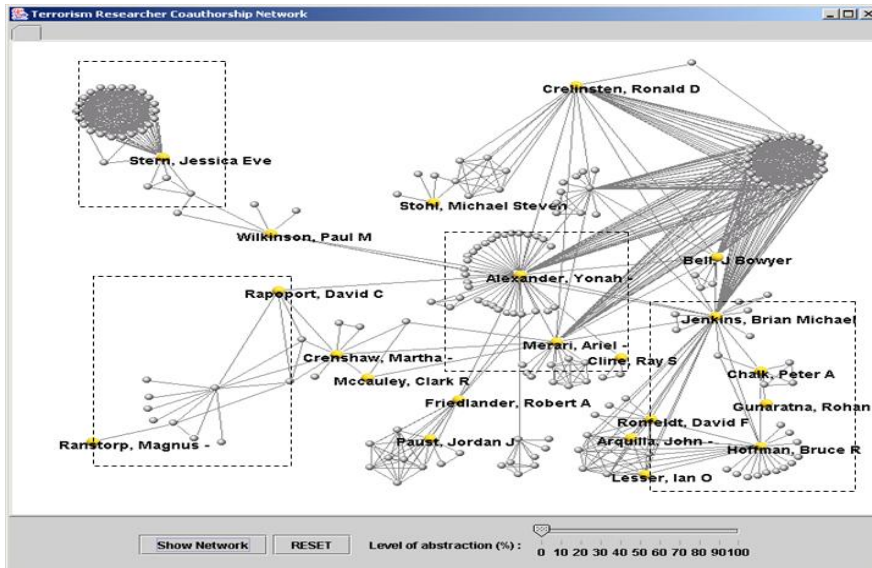 Terrorism Researcher Coauthorship Network
Crelinsten, Ronald D
Stern, Jessica Eve
Stohl, Michael Steven
Wilkinson, Paul M
Bell, J Bowyer
Alexander, Yonah -
Rapoport, David C
Jenkins, Brian Michael
Merari, Ariel -
Crenshaw, Martha -
Cline, Ray S
Chalk, Peter A
Mccauley, Clark R
Friedlander, Robert A
Gunaratna, Rohan
Ronfeldt, David F
Ranstorp, Magnus -
Paust, Jordan J
Arquilla, John -
Hoffman, Bruce R
Lesser, Ian O
Show Network RESET Level of abstraction (%) :
0 10 20 30 40 50 60 70 80 90 100